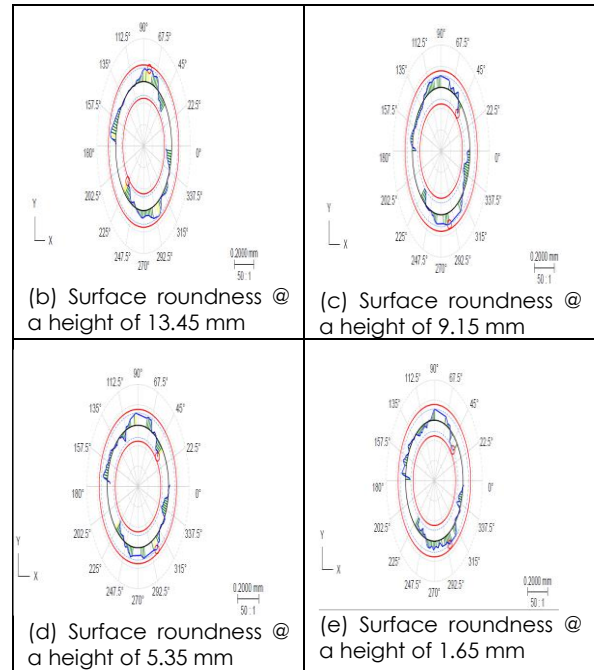 90°
112.5° 67.5°
135° 45°
157.5° 22.5°
180° 0°
202.5° 337.5°
225° 315°
247.5° 292.5°
270°
Y
X
0.2000 mm
50 : 1
(b) Surface roundness @
a height of 13.45 mm
90°
112.5° 67.5°
135° 45°
157.5° 22.5°
180° 0°
202.5° 337.5°
225° 315°
247.5° 292.5°
270°
Y
X
0.2000 mm
50 : 1
(c) Surface roundness @
a height of 9.15 mm
90°
112.5° 67.5°
135° 45°
157.5° 22.5°
180° 0°
202.5° 337.5°
225° 315°
247.5° 292.5°
270°
Y
X
0.2000 mm
50 : 1
(d) Surface roundness @
a height of 5.35 mm
90°
112.5° 67.5°
135° 45°
157.5° 22.5°
180° 0°
202.5° 337.5°
225° 315°
247.5° 292.5°
270°
Y
X
0.2000 mm
50 : 1
(e) Surface roundness @
a height of 1.65 mm